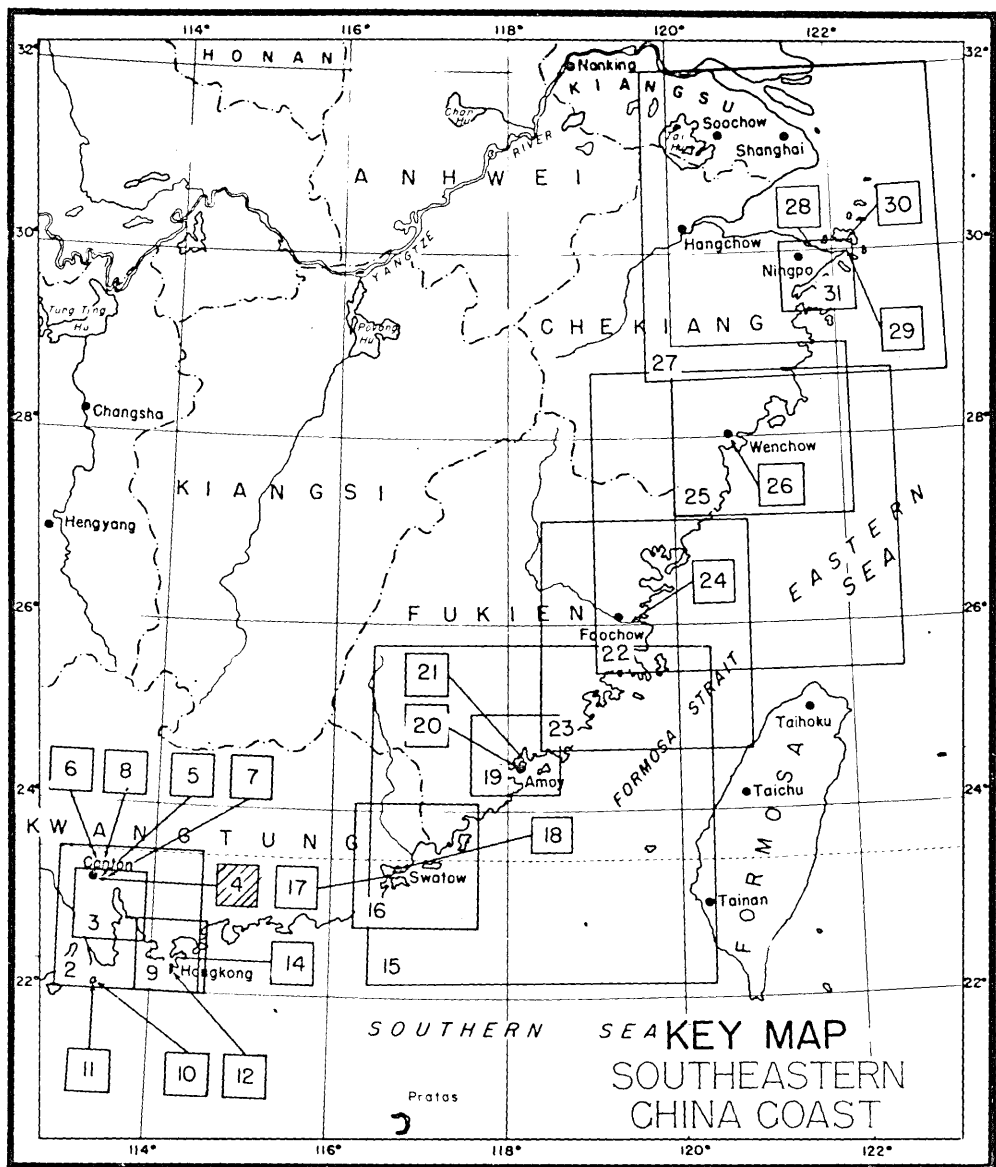 114° 116° 118° 120° 122°
32° 32°
HONAN
Nanking
KIANGSU
Chao Hu
Soochow
Tai Hu
Shanghai
RIVER
ANHWEI
28 30
30° 30°
Hangchow
YANGTZE
Ningpo
31
Tung Ting Hu
Poyang Hu
CHEKIANG
29
27
28° 28°
Changsha
Wenchow
KIANGSI
25 26
Hengyang
EASTERN SEA
24
26° 26°
FUKIEN
Foochow
22
21
FORMOSA STRAIT
20
23
Taihoku
6 8 5 7
19 Amoy
24° 24°
Taichu
KWANGTUNG
18
Canton
4 17
Swatow
FORMOSA
Tainan
16
3
2 9 Hongkong 14 15
22° 22°
SOUTHERN SEA
KEY MAP
SOUTHEASTERN
CHINA COAST
11 10 12
Pratas
114° 116° 118° 120° 122°